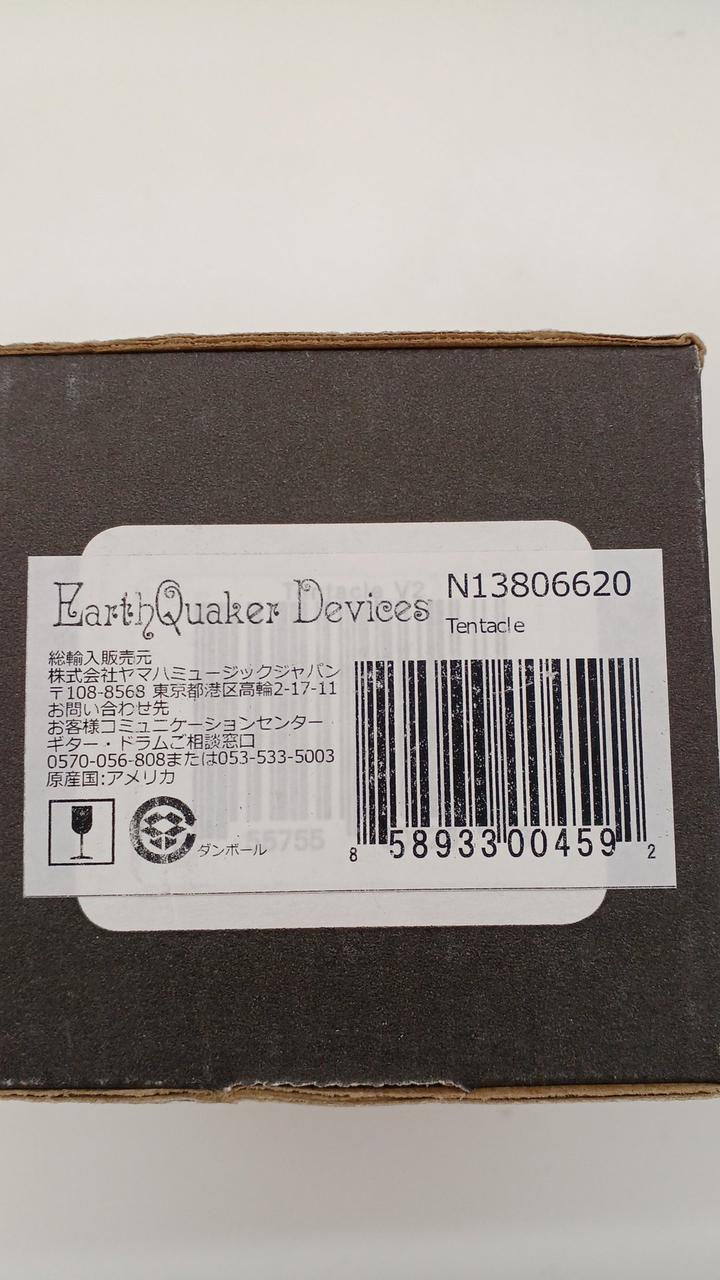 EarthQuaker Devices
N13806620
Tentacle
総輸入販売元
株式会社ヤマハミュージックジャパン
〒108-8568 東京都港区高輪2-17-11
お問い合わせ先
お客様コミュニケーションセンター
ギター・ドラムご相談窓口
0570-056-808または053-533-5003
原産国:アメリカ
ダンボール
8 58933 00459 2
Tentacle V2
55755